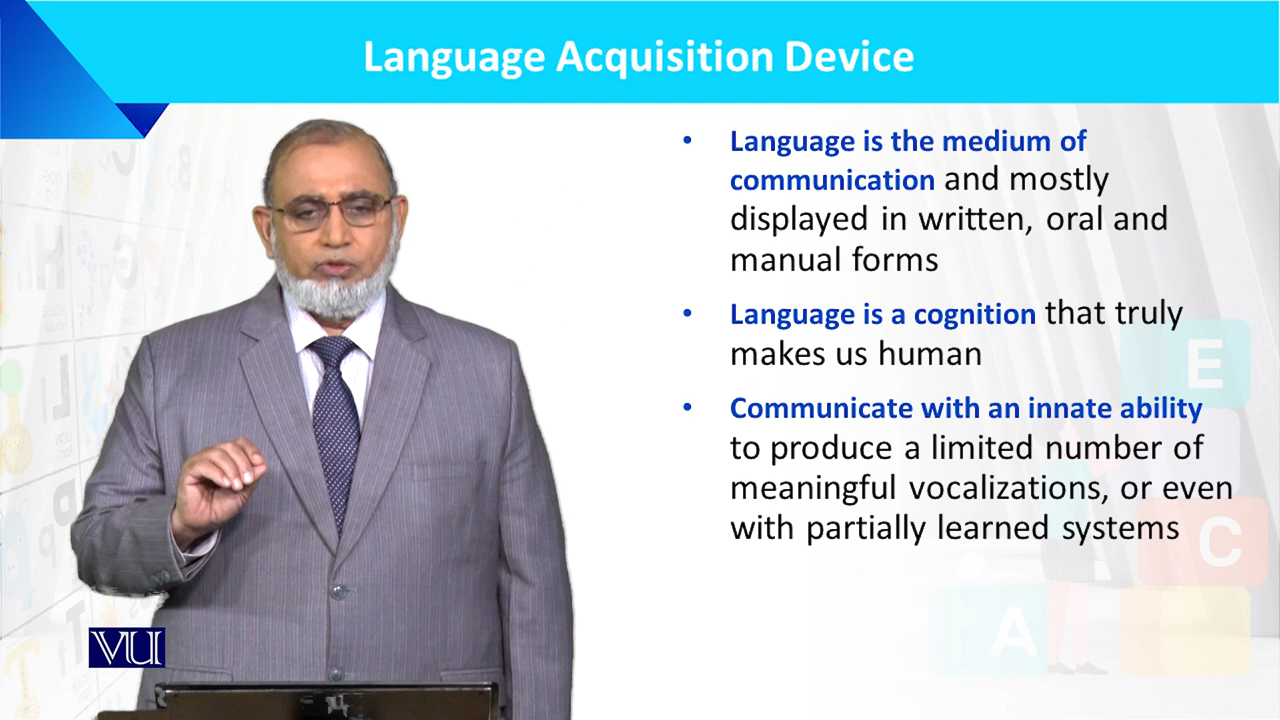 Language Acquisition Device
• Language is the medium of
communication and mostly
displayed in written, oral and
manual forms
• Language is a cognition that truly
makes us human
• Communicate with an innate ability
to produce a limited number of
meaningful vocalizations, or even
with partially learned systems
E
C
A
VU